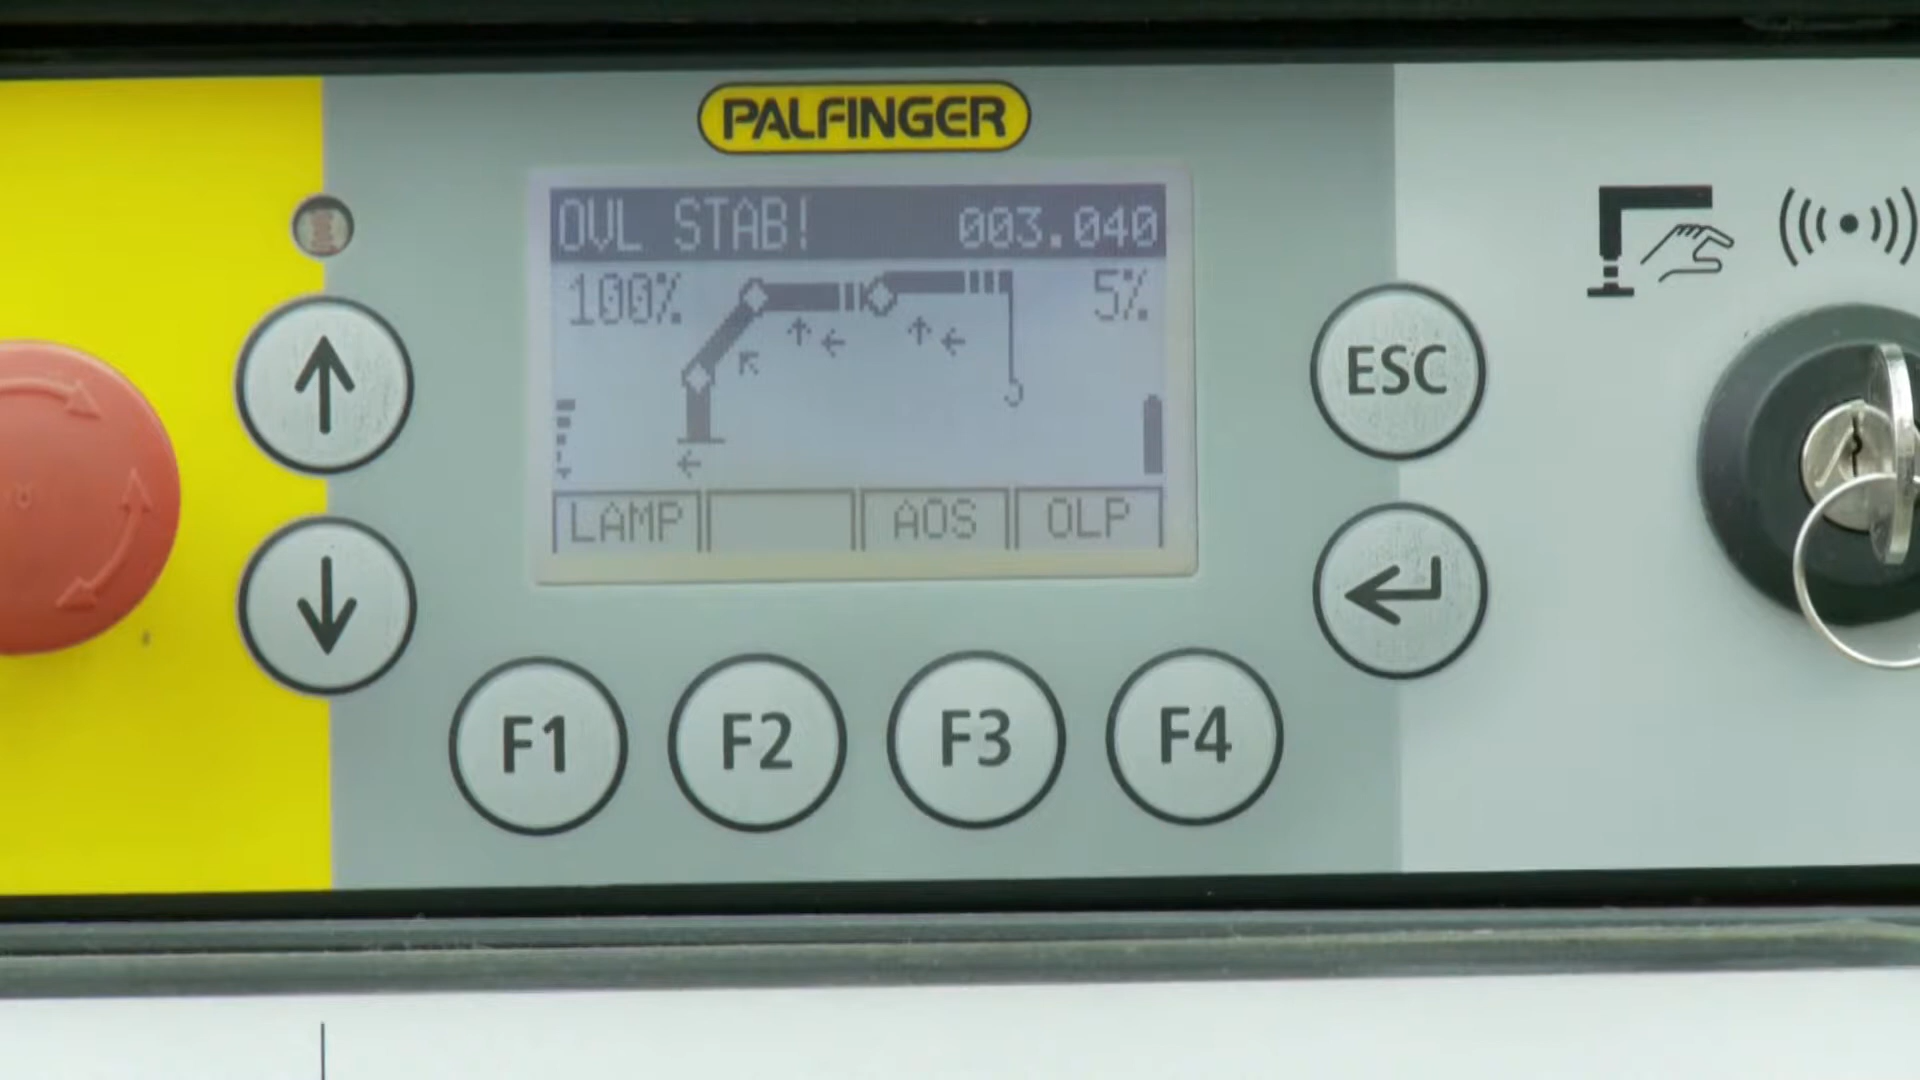 PALFINGER
OVL STAB! 003.040
100% 5%
LAMP AOS OLP
ESC
F1 F2 F3 F4